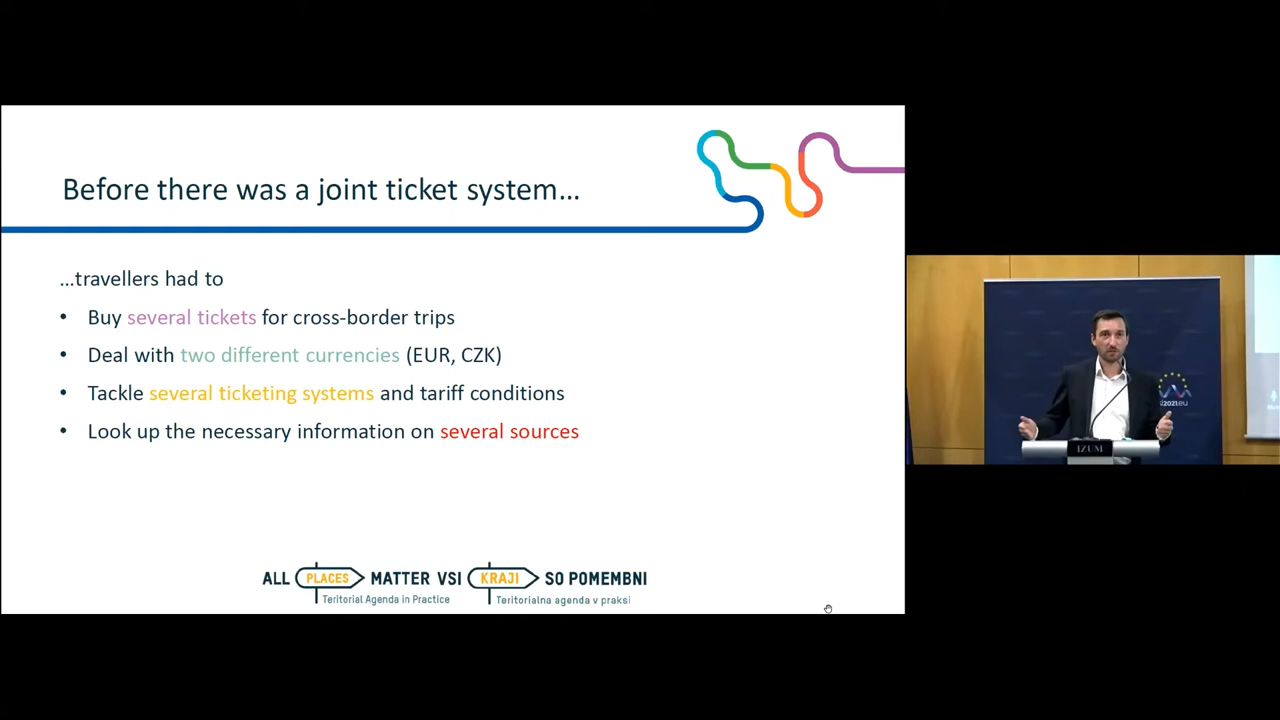 Before there was a joint ticket system...
...travellers had to
• Buy several tickets for cross-border trips
• Deal with two different currencies (EUR, CZK)
• Tackle several ticketing systems and tariff conditions
• Look up the necessary information on several sources
ALL PLACES MATTER VSI KRAJI SO POMEMBNI
Teritorial Agenda in Practice Teritorialna agenda v praksi
si2021.eu
IZUM